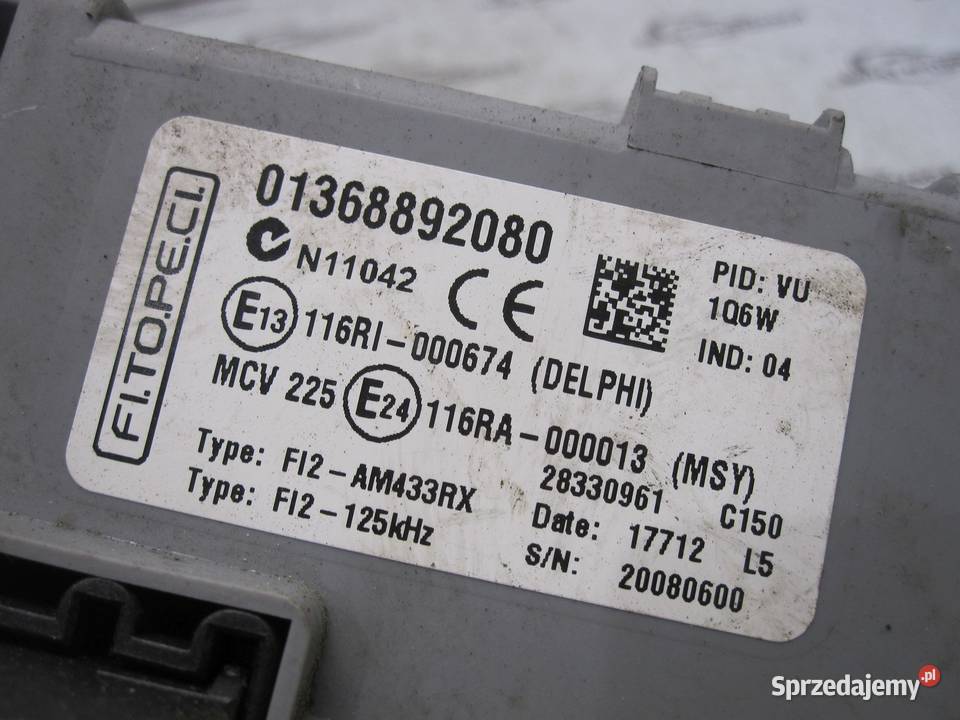 FI.TO.PE.CI.
01368892080
N11042
CE
E13 116RI-000674 (DELPHI)
MCV 225 E24 116RA-000013 (MSY)
Type: FI2-AM433RX
Type: FI2-125kHz
28330961 C150
Date: 17712 L5
S/N: 20080600
PID: VU
1Q6W
IND: 04
Sprzedajemy.pl